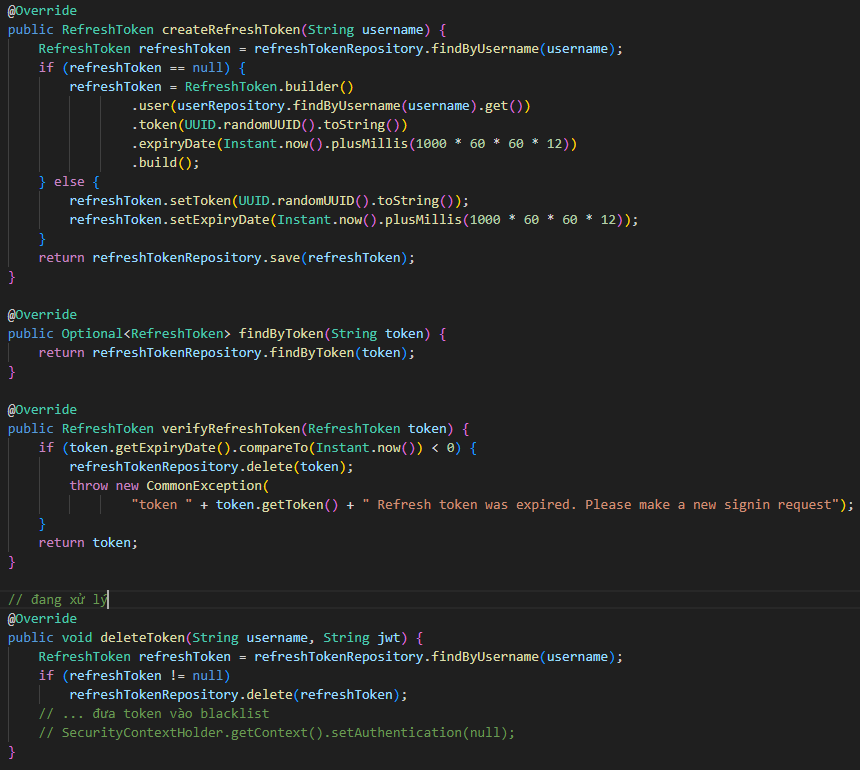 @Override
public RefreshToken createRefreshToken(String username) {
    RefreshToken refreshToken = refreshTokenRepository.findByUsername(username);
    if (refreshToken == null) {
        refreshToken = RefreshToken.builder()
                .user(userRepository.findByUsername(username).get())
                .token(UUID.randomUUID().toString())
                .expiryDate(Instant.now().plusMillis(1000 * 60 * 60 * 12))
                .build();
    } else {
        refreshToken.setToken(UUID.randomUUID().toString());
        refreshToken.setExpiryDate(Instant.now().plusMillis(1000 * 60 * 60 * 12));
    }
    return refreshTokenRepository.save(refreshToken);
}

@Override
public Optional<RefreshToken> findByToken(String token) {
    return refreshTokenRepository.findByToken(token);
}

@Override
public RefreshToken verifyRefreshToken(RefreshToken token) {
    if (token.getExpiryDate().compareTo(Instant.now()) < 0) {
        refreshTokenRepository.delete(token);
        throw new CommonException(
                "token " + token.getToken() + " Refresh token was expired. Please make a new signin request");
    }
    return token;
}

// đang xử lý
@Override
public void deleteToken(String username, String jwt) {
    RefreshToken refreshToken = refreshTokenRepository.findByUsername(username);
    if (refreshToken != null)
        refreshTokenRepository.delete(refreshToken);
    // ... đưa token vào blacklist
    // SecurityContextHolder.getContext().setAuthentication(null);
}